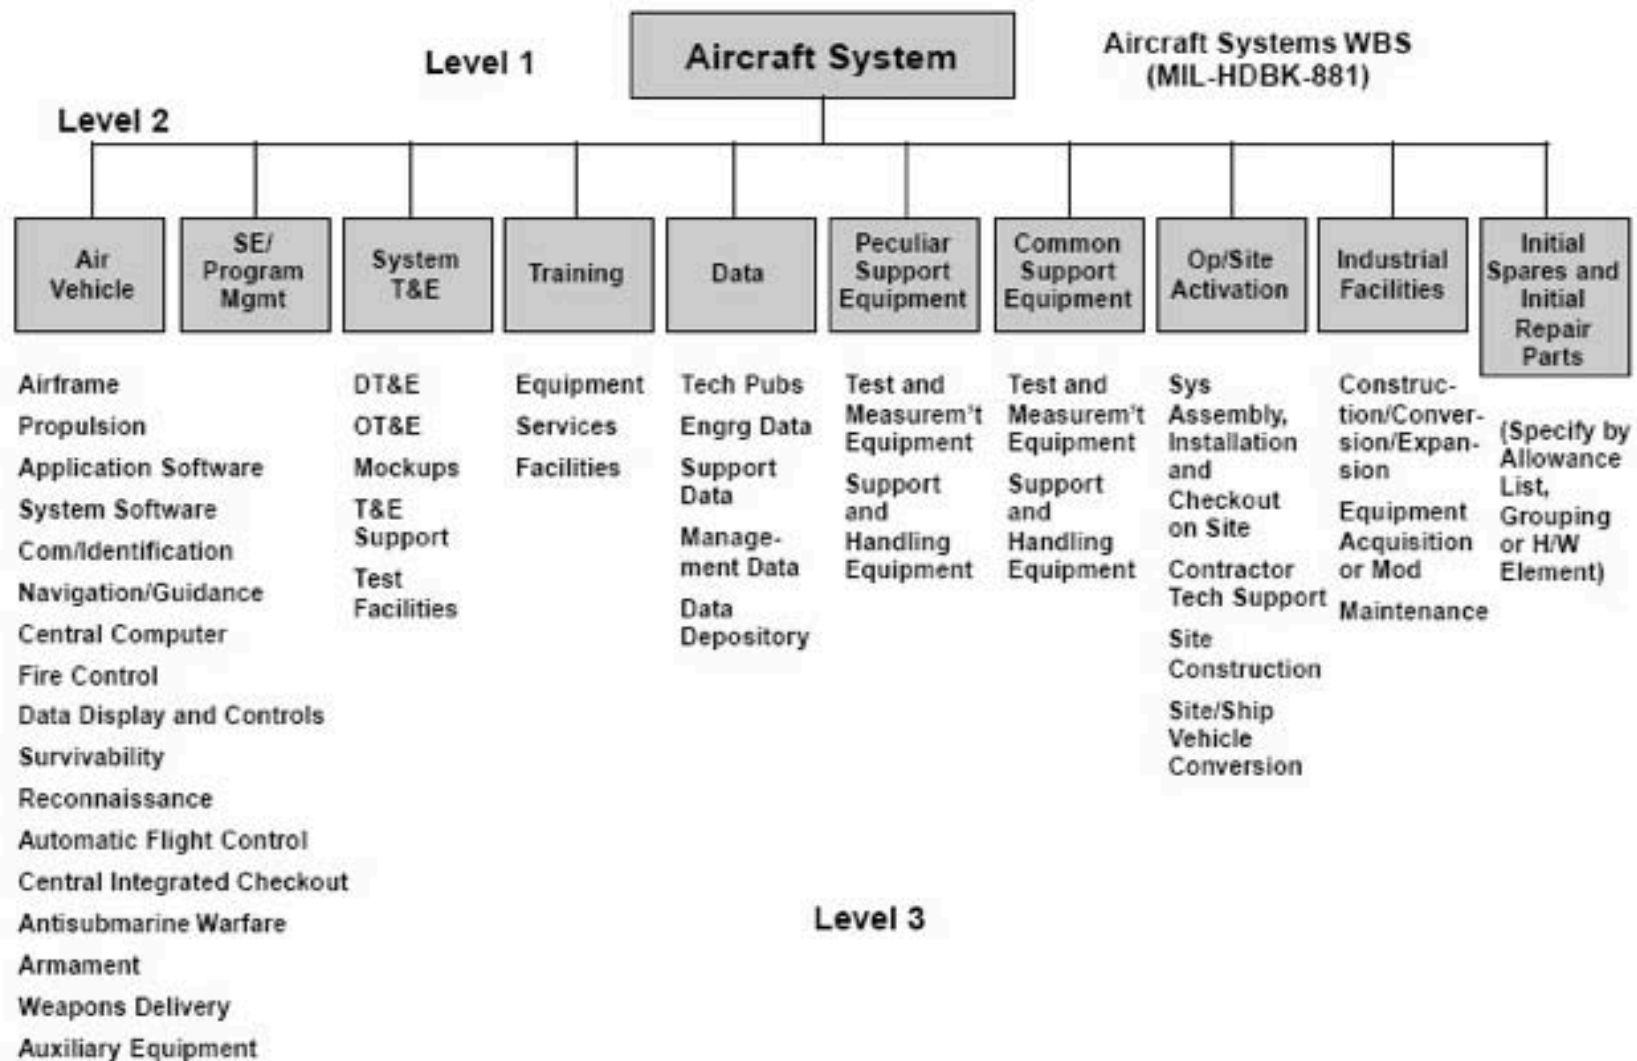 Level 1
Aircraft System
Aircraft Systems WBS
(MIL-HDBK-881)
Level 2
Air
Vehicle
SE/
Program
Mgmt
System
T&E
Training
Data
Peculiar
Support
Equipment
Common
Support
Equipment
Op/Site
Activation
Industrial
Facilities
Initial
Spares and
Initial
Repair
Parts
Airframe
Propulsion
Application Software
System Software
Com/Identification
Navigation/Guidance
Central Computer
Fire Control
Data Display and Controls
Survivability
Reconnaissance
Automatic Flight Control
Central Integrated Checkout
Antisubmarine Warfare
Armament
Weapons Delivery
Auxiliary Equipment
DT&E
OT&E
Mockups
T&E
Support
Test
Facilities
Equipment
Services
Facilities
Tech Pubs
Engrg Data
Support
Data
Manage-
ment Data
Data
Depository
Test and
Measurem't
Equipment
Support
and
Handling
Equipment
Test and
Measurem't
Equipment
Support
and
Handling
Equipment
Sys
Assembly,
Installation
and
Checkout
on Site
Contractor
Tech Support
Site
Construction
Site/Ship
Vehicle
Conversion
Construc-
tion/Conver-
sion/Expan-
sion
Equipment
Acquisition
or Mod
Maintenance
(Specify by
Allowance
List,
Grouping
or H/W
Element)
Level 3